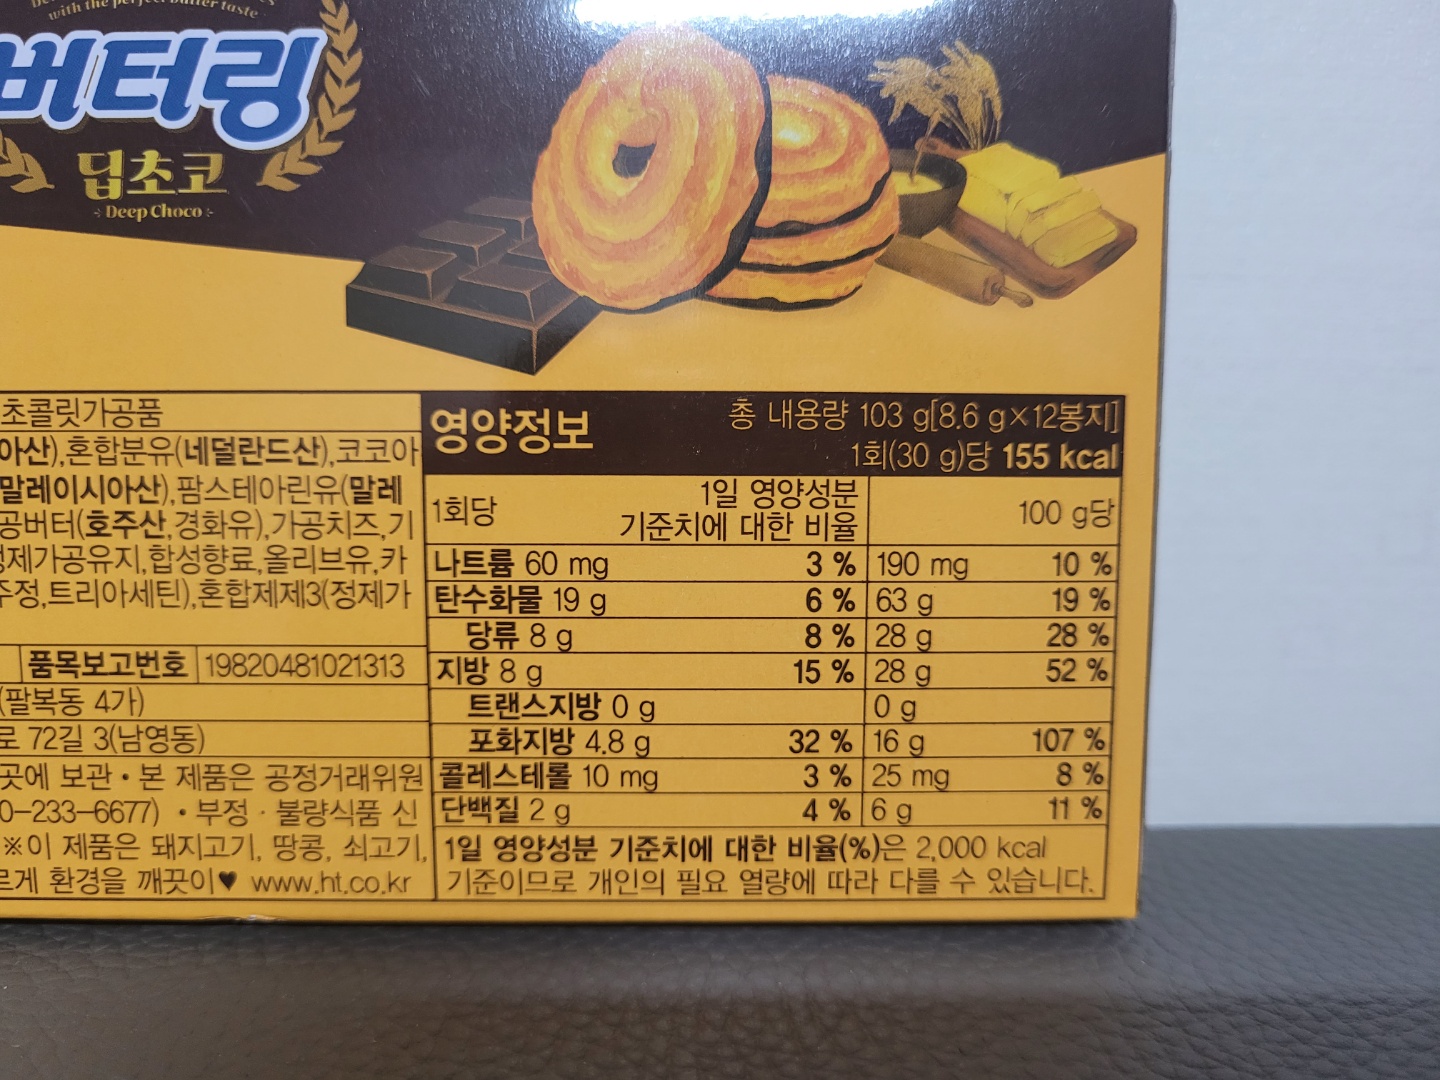 with the perfect butter taste
버터링
딥초코
Deep Choco
초콜릿가공품
아산),혼합분유(네덜란드산),코코아
말레이시아산),팜스테아린유(말레
공버터(호주산,경화유),가공치즈,기
정제가공유지,합성향료,올리브유,카
주정,트리아세틴),혼합제제3(정제가
품목보고번호 19820481021313
(팔복동 4가)
로 72길 3(남영동)
곳에 보관 • 본 제품은 공정거래위원
0-233-6677) • 부정 · 불량식품 신
※이 제품은 돼지고기, 땅콩, 쇠고기,
르게 환경을 깨끗이♥ www.ht.co.kr
영양정보
총 내용량 103 g[8.6 g×12봉지]
1회(30 g)당 155 kcal
1회당 1일 영양성분 기준치에 대한 비율 100 g당
나트륨 60 mg 3 % 190 mg 10 %
탄수화물 19 g 6 % 63 g 19 %
당류 8 g 8 % 28 g 28 %
지방 8 g 15 % 28 g 52 %
트랜스지방 0 g 0 g
포화지방 4.8 g 32 % 16 g 107 %
콜레스테롤 10 mg 3 % 25 mg 8 %
단백질 2 g 4 % 6 g 11 %
1일 영양성분 기준치에 대한 비율(%)은 2,000 kcal
기준이므로 개인의 필요 열량에 따라 다를 수 있습니다.